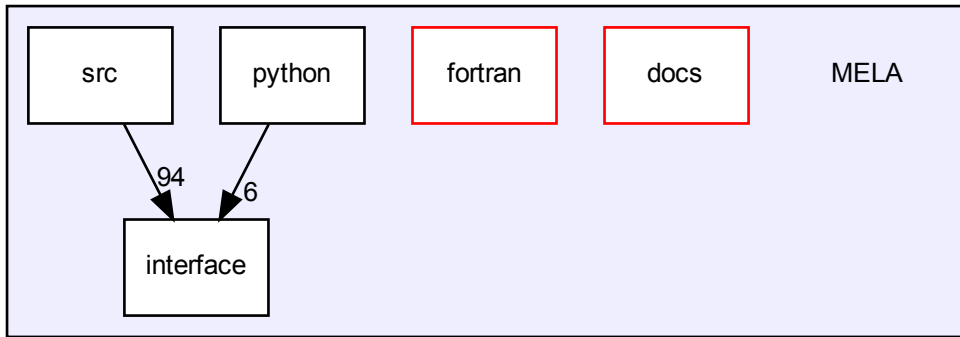 src
python
fortran
docs
MELA
94
6
interface